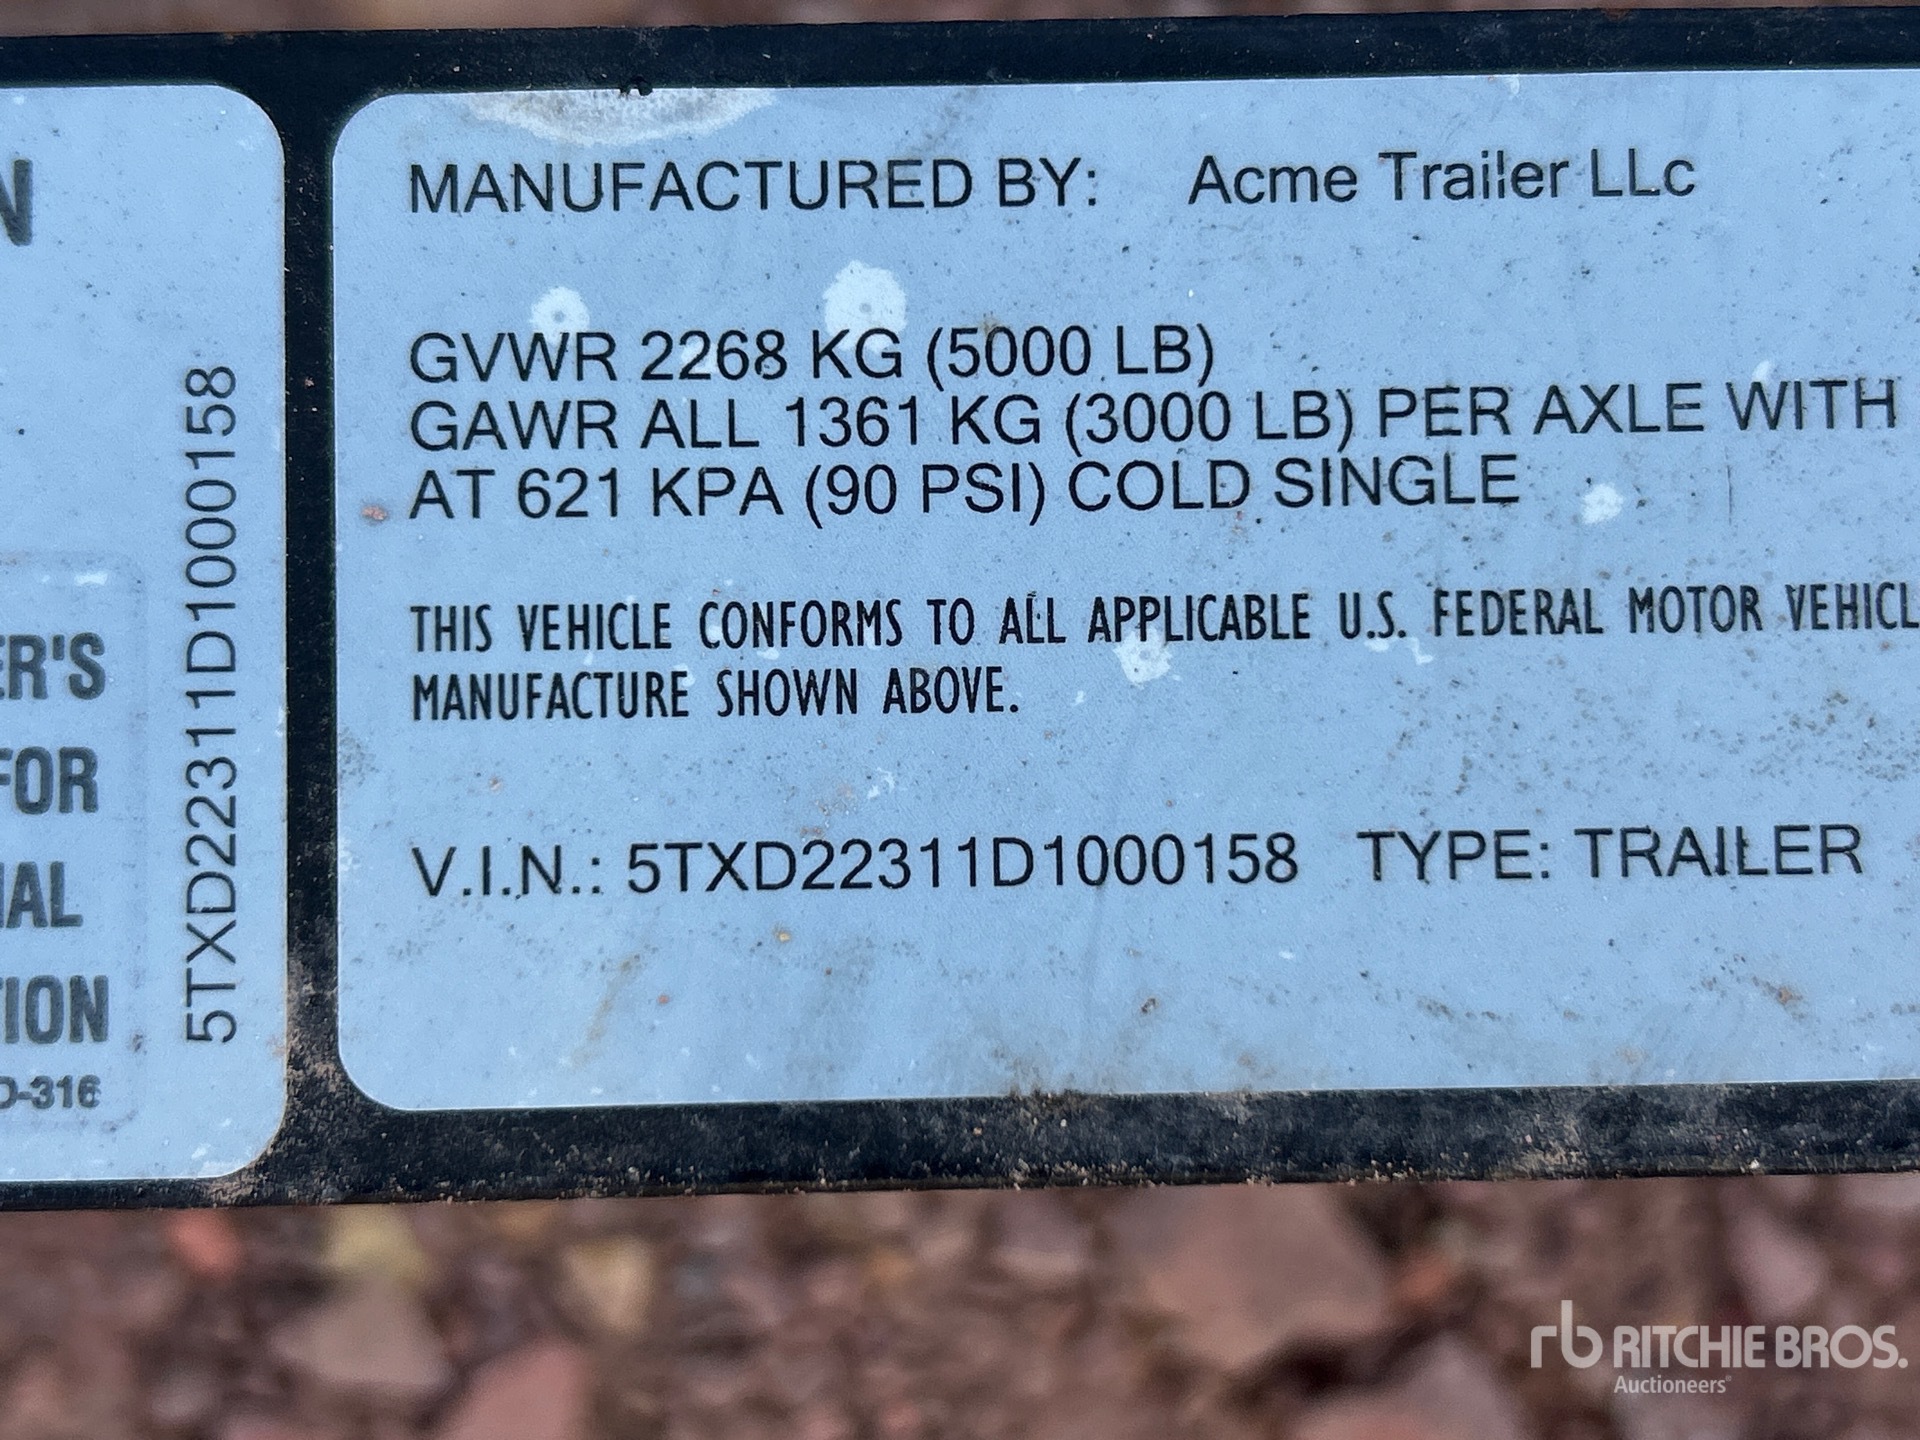 N
ER'S
FOR
IAL
TION
D-316
5TXD22311D1000158
MANUFACTURED BY: Acme Trailer LLc
GVWR 2268 KG (5000 LB)
GAWR ALL 1361 KG (3000 LB) PER AXLE WITH
AT 621 KPA (90 PSI) COLD SINGLE
THIS VEHICLE CONFORMS TO ALL APPLICABLE U.S. FEDERAL MOTOR VEHICL
MANUFACTURE SHOWN ABOVE.
V.I.N.: 5TXD22311D1000158 TYPE: TRAILER
rb RITCHIE BROS.
Auctioneers